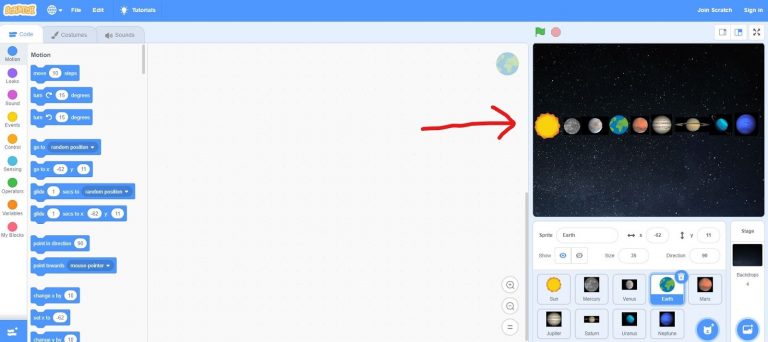 SCRATCH
File
Edit
Tutorials
Join Scratch
Sign in
Code
Costumes
Sounds
Motion
Looks
Sound
Events
Control
Sensing
Operators
Variables
My Blocks
Motion
move 10 steps
turn 15 degrees
turn 15 degrees
go to random position
go to x: -62 y: 11
glide 1 secs to random position
glide 1 secs to x: -62 y: 11
point in direction 90
point towards mouse-pointer
change x by 10
set x to -62
change y by 10
Sprite Earth x -62 y 11
Show Size 35 Direction 90
Sun
Mercury
Venus
Earth
Mars
Jupiter
Saturn
Uranus
Neptune
Stage
Backdrops
4